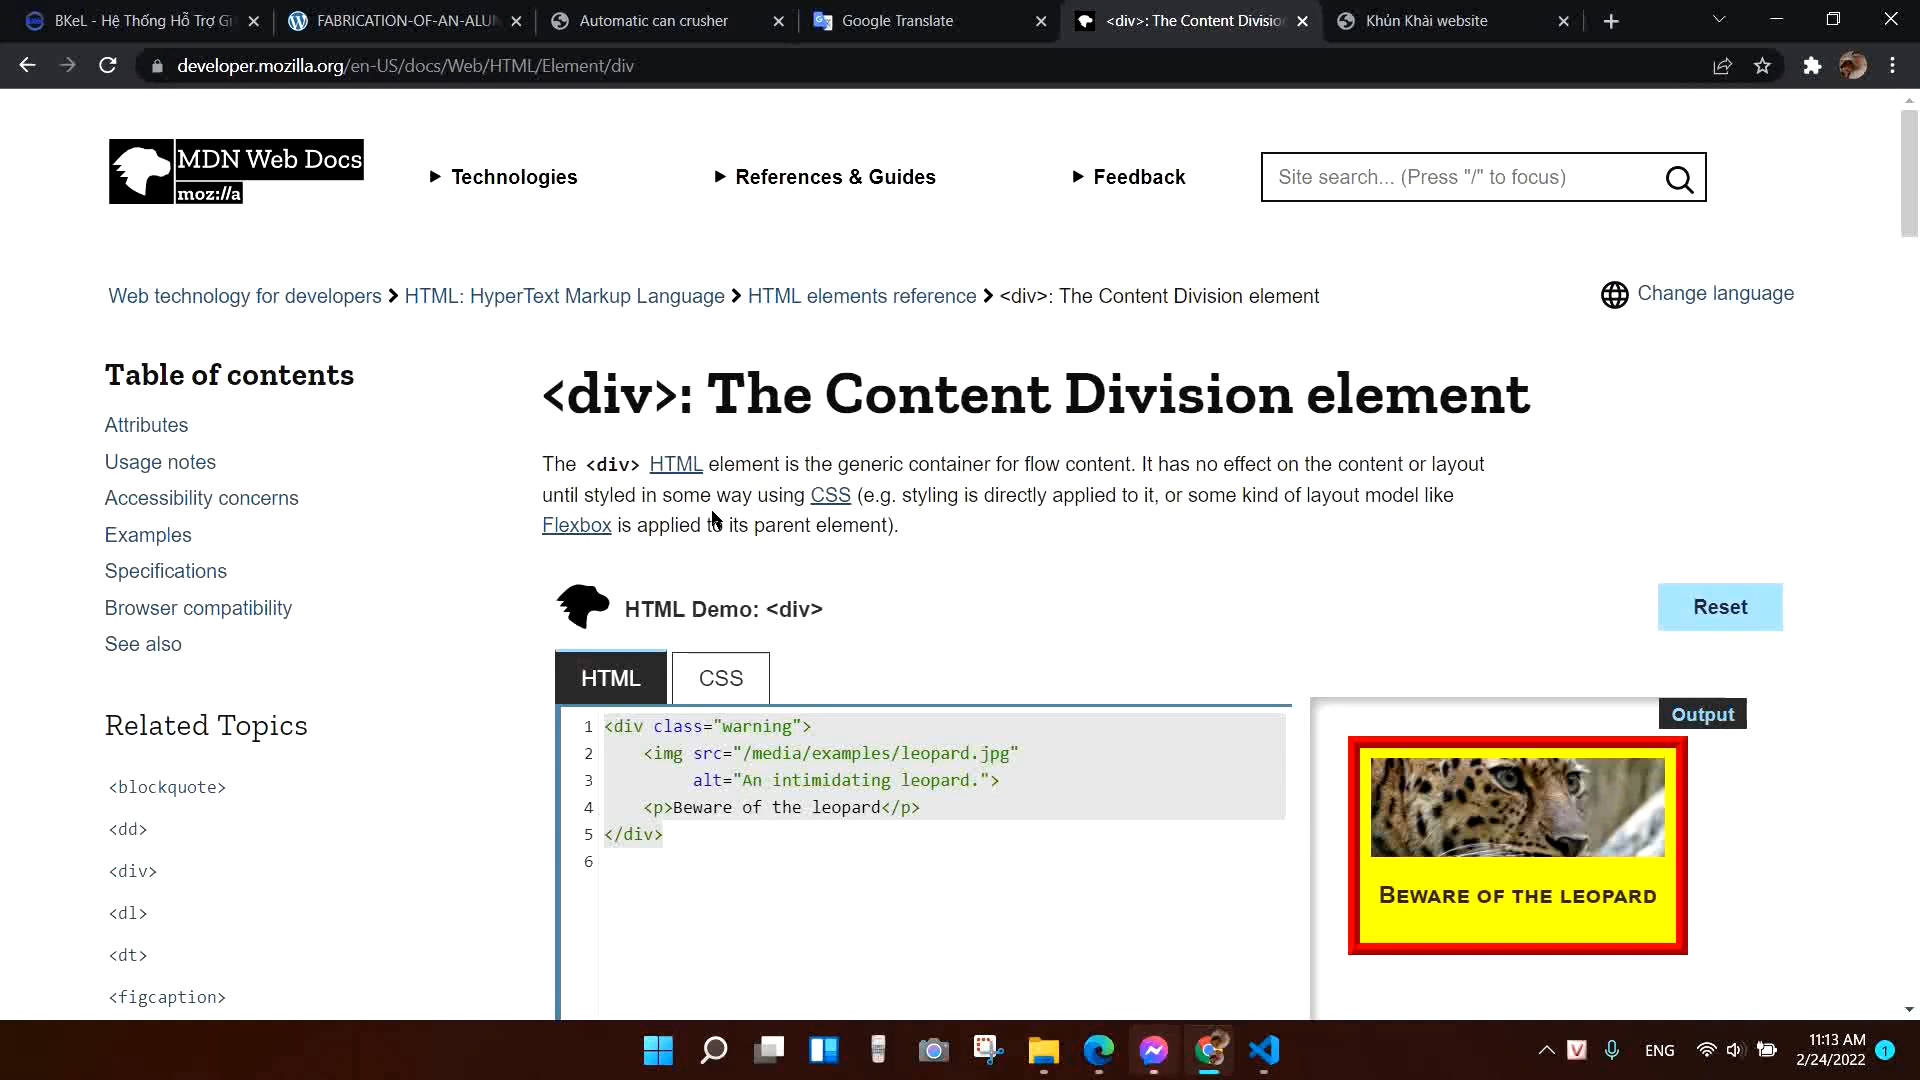 BKeL - Hệ Thống Hỗ Trợ Gi
FABRICATION-OF-AN-ALUM
Automatic can crusher
Google Translate
<div>: The Content Divisio
Khủn Khài website
developer.mozilla.org/en-US/docs/Web/HTML/Element/div
MDN Web Docs
moz://a
Technologies
References & Guides
Feedback
Site search... (Press "/" to focus)
Web technology for developers
HTML: HyperText Markup Language
HTML elements reference
<div>: The Content Division element
Change language
Table of contents
Attributes
Usage notes
Accessibility concerns
Examples
Specifications
Browser compatibility
See also
Related Topics
<blockquote>
<dd>
<div>
<dl>
<dt>
<figcaption>
<div>: The Content Division element
The <div> HTML element is the generic container for flow content. It has no effect on the content or layout
until styled in some way using CSS (e.g. styling is directly applied to it, or some kind of layout model like
Flexbox is applied to its parent element).
HTML Demo: <div>
Reset
HTML
CSS
1 <div class="warning">
2 <img src="/media/examples/leopard.jpg"
3 alt="An intimidating leopard.">
4 <p>Beware of the leopard</p>
5 </div>
6
Output
Beware of the leopard
V
ENG
11:13 AM
2/24/2022
1